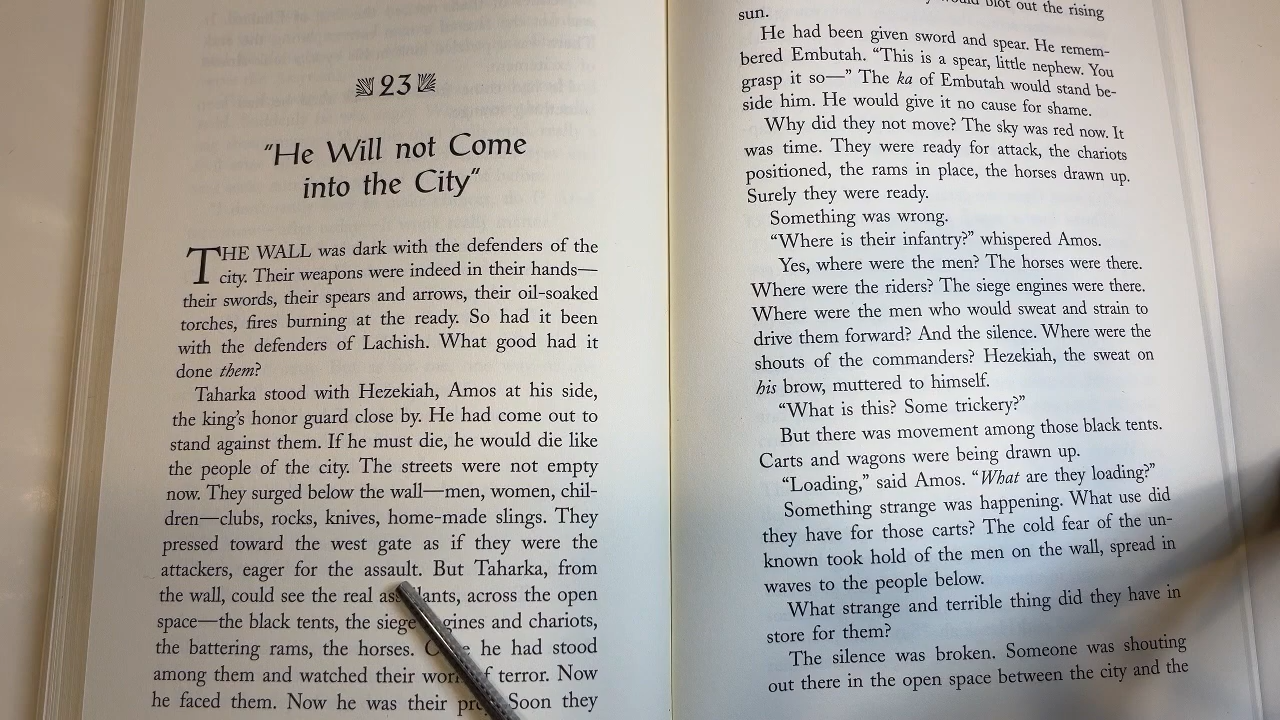 23
"He Will not Come
into the City"
THE WALL was dark with the defenders of the
city. Their weapons were indeed in their hands—
their swords, their spears and arrows, their oil-soaked
torches, fires burning at the ready. So had it been
with the defenders of Lachish. What good had it
done them?
Taharka stood with Hezekiah, Amos at his side,
the king's honor guard close by. He had come out to
stand against them. If he must die, he would die like
the people of the city. The streets were not empty
now. They surged below the wall—men, women, chil-
dren—clubs, rocks, knives, home-made slings. They
pressed toward the west gate as if they were the
attackers, eager for the assault. But Taharka, from
the wall, could see the real across the open
space—the black tents, the siege and chariots,
the battering rams, the horses. he had stood
among them and watched their terror. Now
he faced them. Now he was their Soon they
blot out the rising
sun.
He had been given sword and spear. He remem-
bered Embutah. "This is a spear, little nephew. You
grasp it so—" The ka of Embutah would stand be-
side him. He would give it no cause for shame.
Why did they not move? The sky was red now. It
was time. They were ready for attack, the chariots
positioned, the rams in place, the horses drawn up.
Surely they were ready.
Something was wrong.
"Where is their infantry?" whispered Amos.
Yes, where were the men? The horses were there.
Where were the riders? The siege engines were there.
Where were the men who would sweat and strain to
drive them forward? And the silence. Where were the
shouts of the commanders? Hezekiah, the sweat on
his brow, muttered to himself.
"What is this? Some trickery?"
But there was movement among those black tents.
Carts and wagons were being drawn up.
"Loading," said Amos. "What are they loading?"
Something strange was happening. What use did
they have for those carts? The cold fear of the un-
known took hold of the men on the wall, spread in
waves to the people below.
What strange and terrible thing did they have in
store for them?
The silence was broken. Someone was shouting
out there in the open space between the city and the